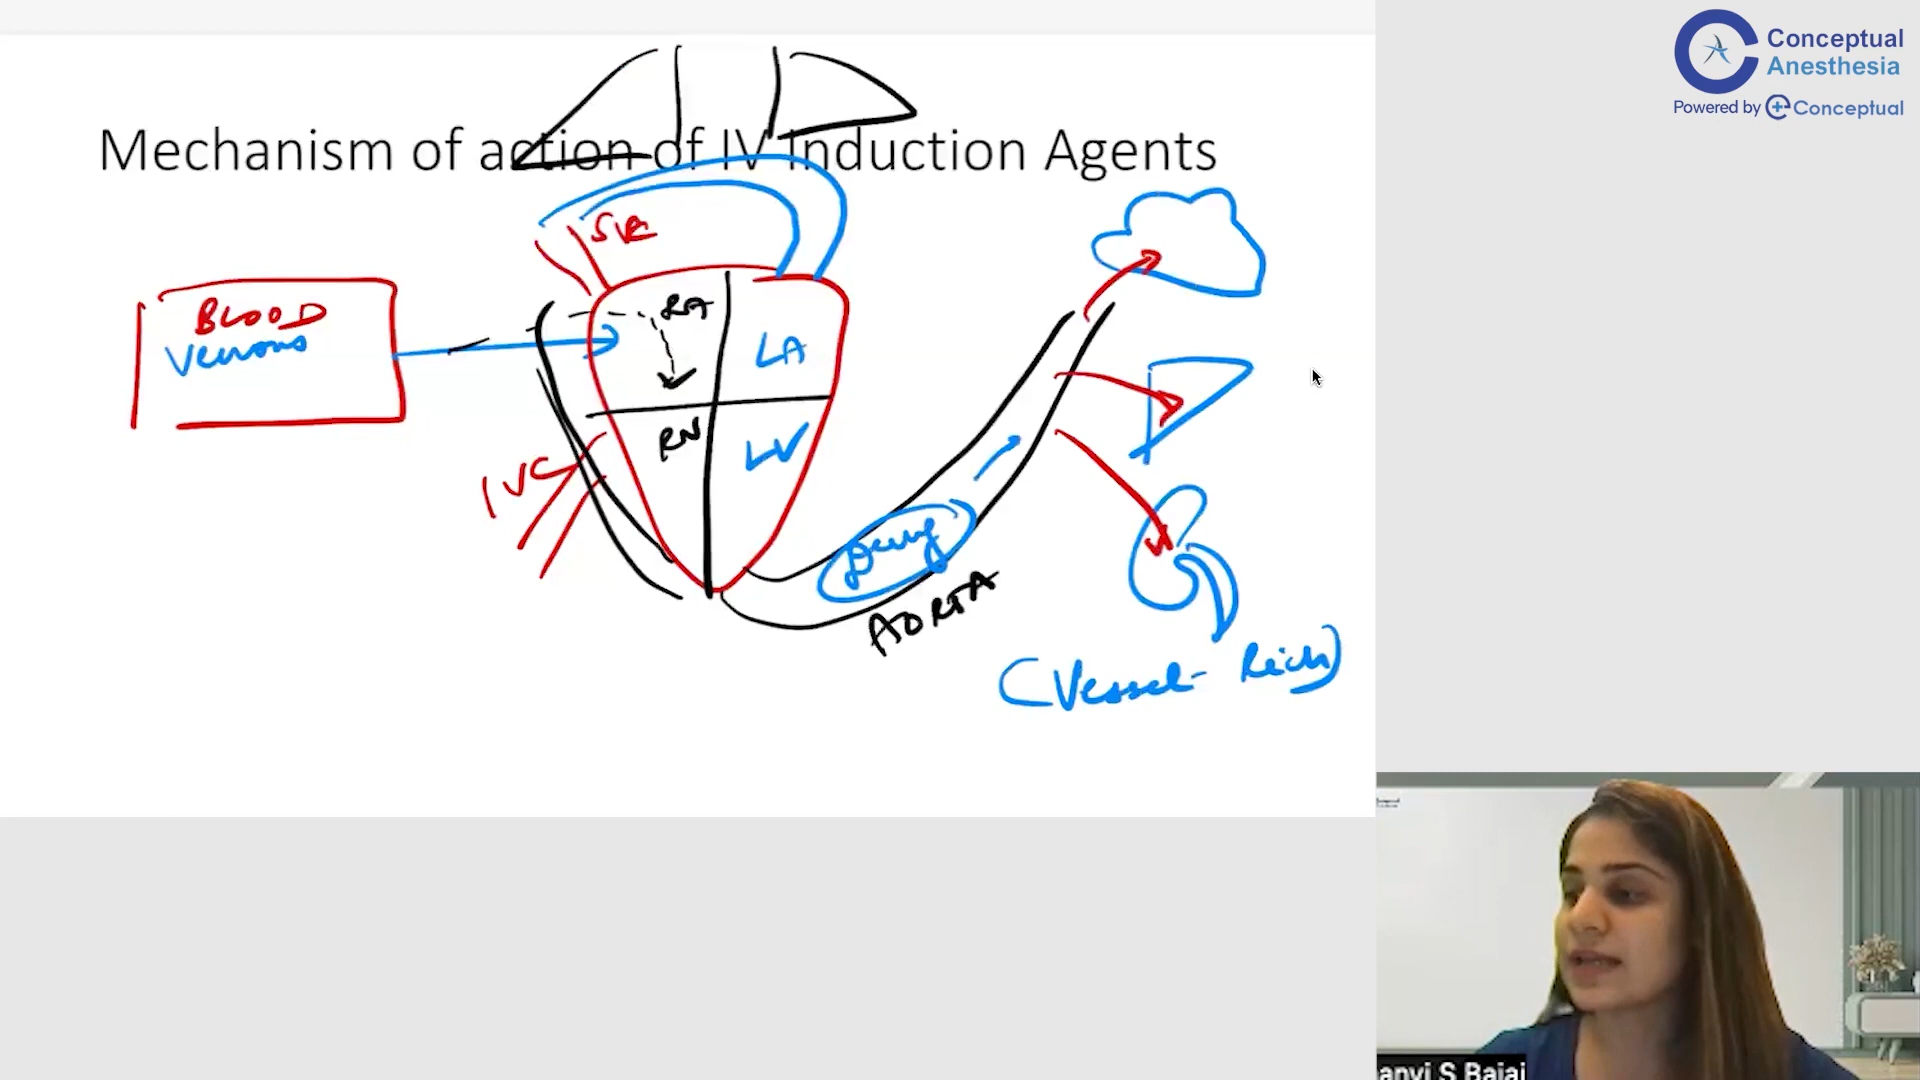 Conceptual
Anesthesia
Powered by Conceptual
Mechanism of action of IV Induction Agents
SVC
BLOOD
Venous
RA
LA
RV
LV
IVC
Drug
AORTA
(Vessel-Rich)
anvi S Bajaj